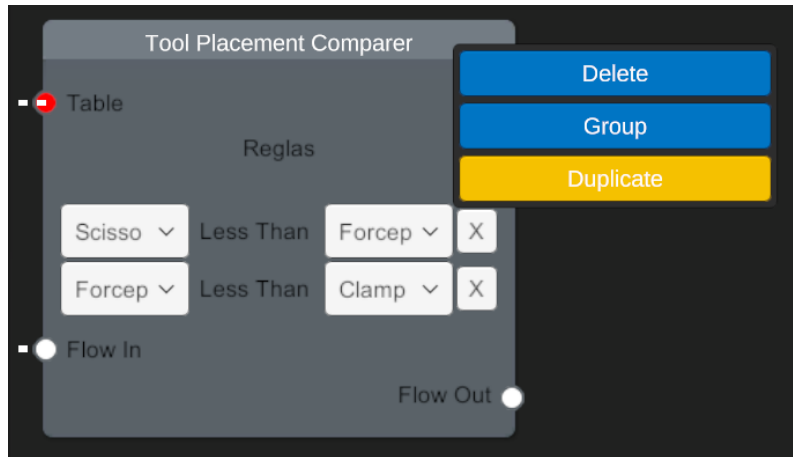 Tool Placement Comparer
Delete
Table
Group
Reglas
Duplicate
Scisso Less Than Forcep X
Forcep Less Than Clamp X
Flow In
Flow Out